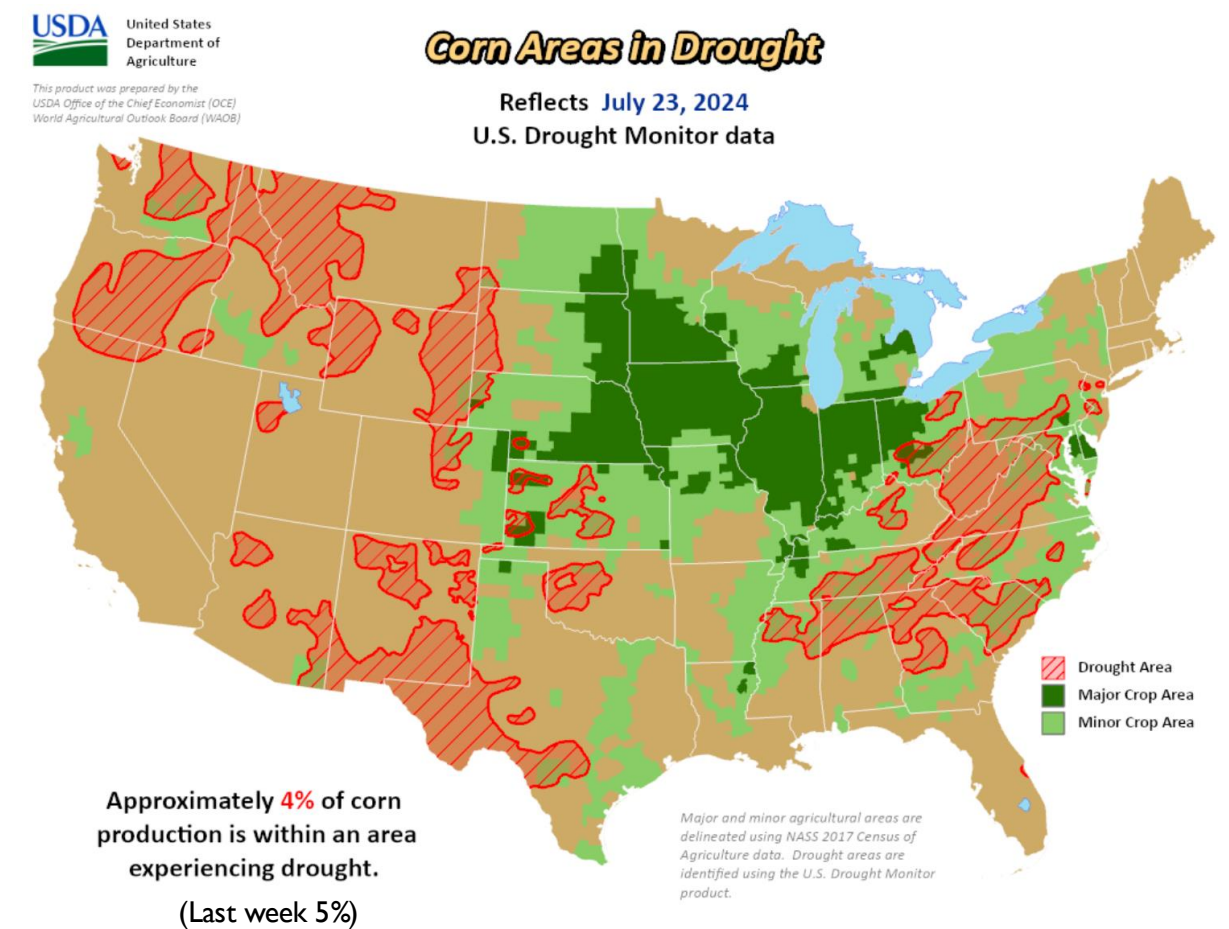 USDA
United States
Department of
Agriculture
This product was prepared by the
USDA Office of the Chief Economist (OCE)
World Agricultural Outlook Board (WAOB)
Corn Areas in Drought
Reflects July 23, 2024
U.S. Drought Monitor data
Drought Area
Major Crop Area
Minor Crop Area
Approximately 4% of corn
production is within an area
experiencing drought.
(Last week 5%)
Major and minor agricultural areas are
delineated using NASS 2017 Census of
Agriculture data. Drought areas are
identified using the U.S. Drought Monitor
product.